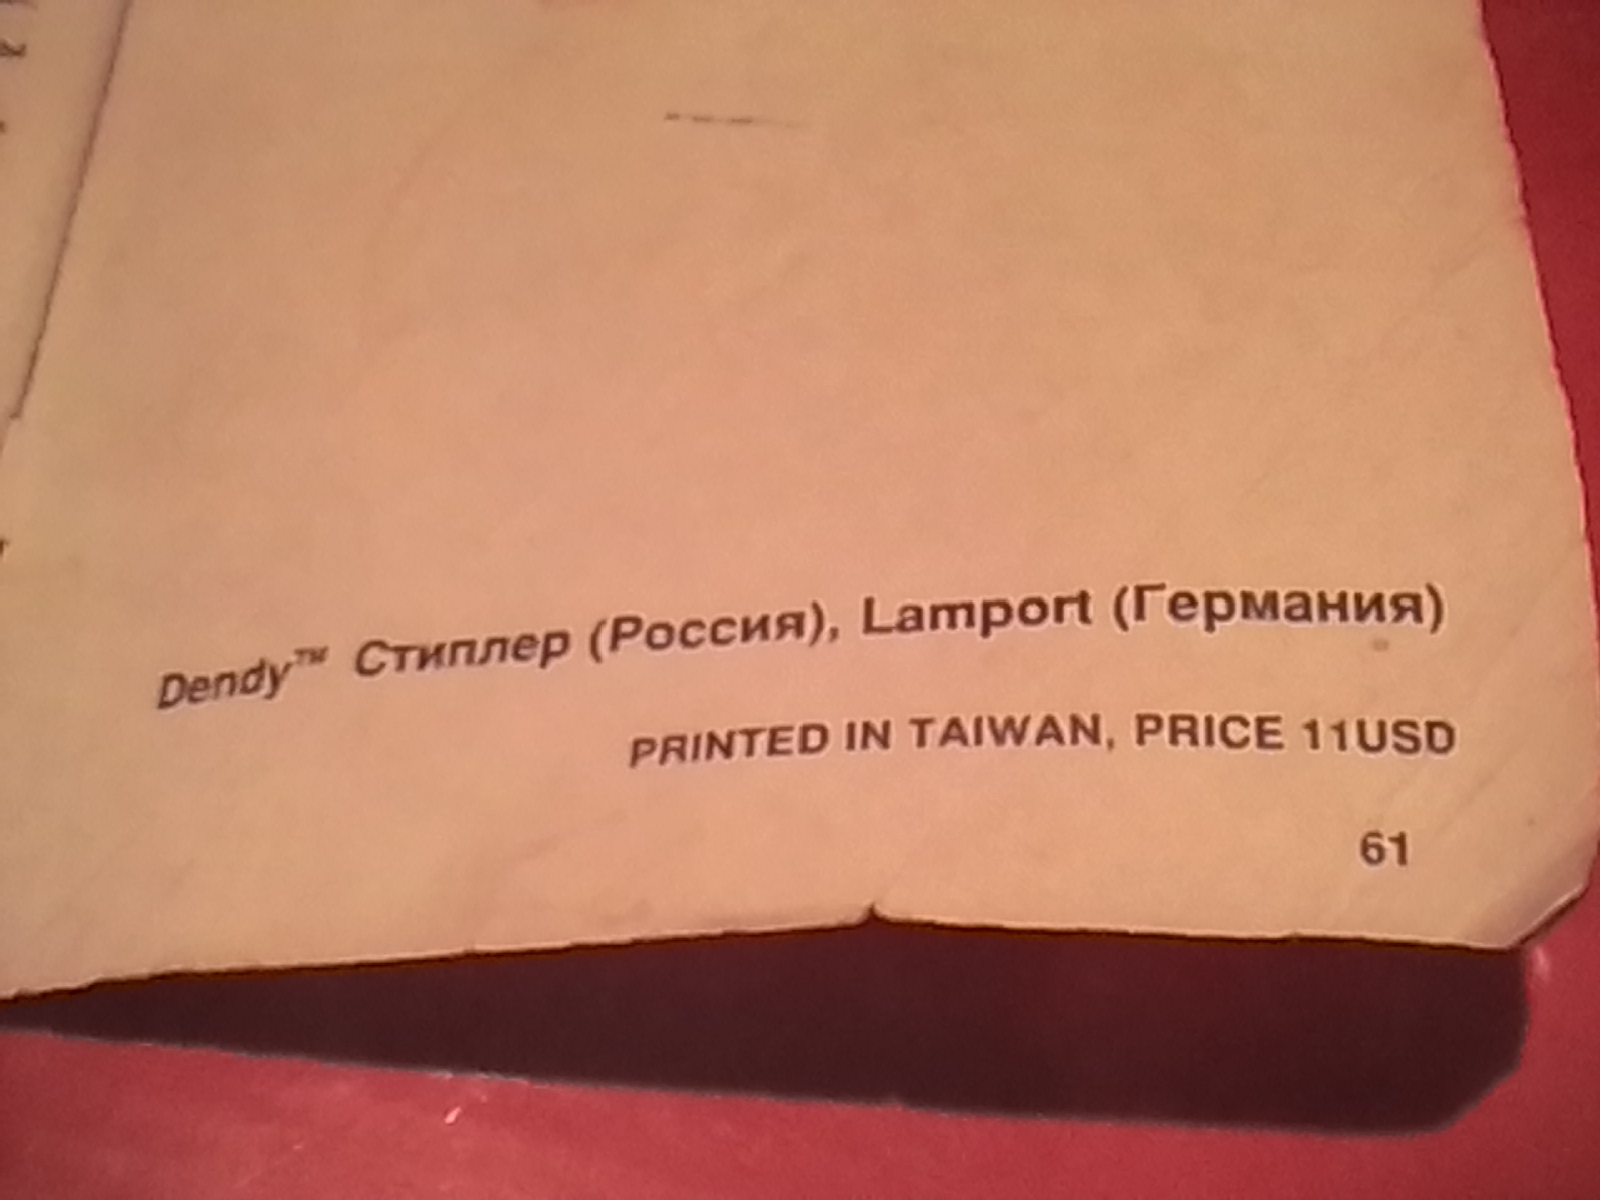 Dendy™ Стиплер (Россия), Lamport (Германия)
PRINTED IN TAIWAN, PRICE 11USD
61